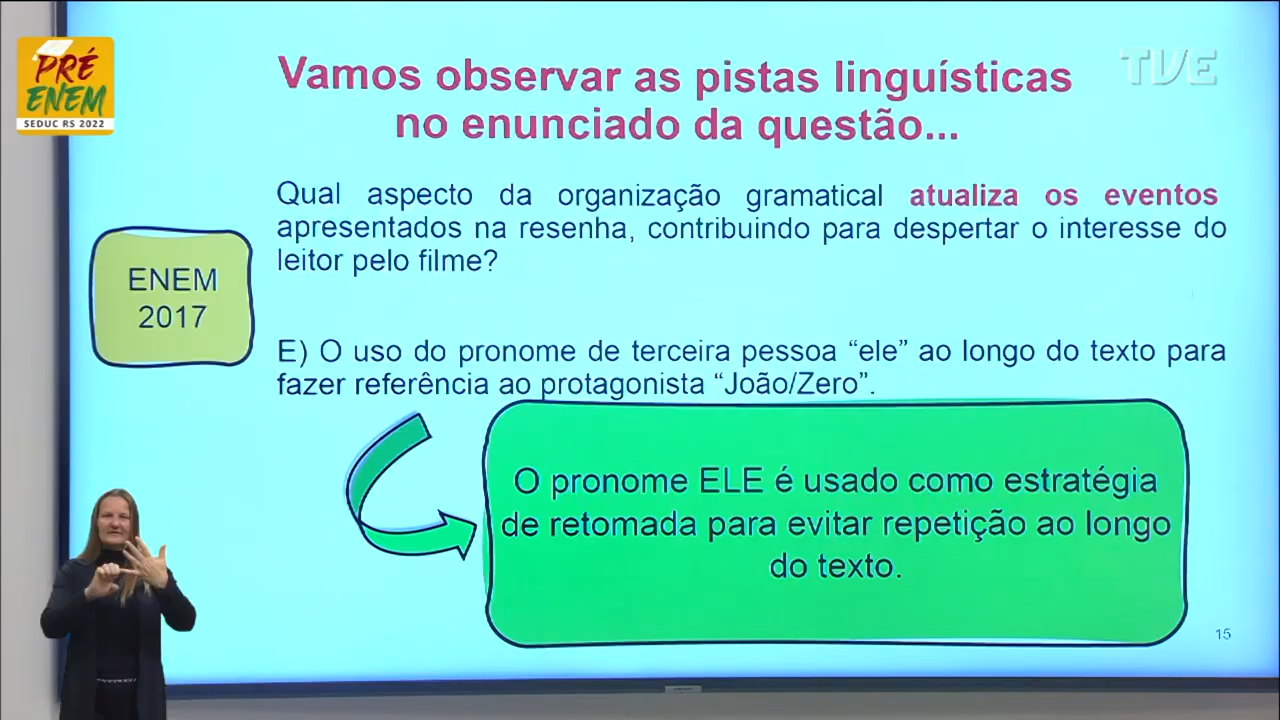 PRÉ
ENEM
SEDUC RS 2022
TVE
Vamos observar as pistas linguísticas
no enunciado da questão...
Qual aspecto da organização gramatical atualiza os eventos
apresentados na resenha, contribuindo para despertar o interesse do
leitor pelo filme?
ENEM
2017
E) O uso do pronome de terceira pessoa “ele” ao longo do texto para
fazer referência ao protagonista “João/Zero”.
O pronome ELE é usado como estratégia
de retomada para evitar repetição ao longo
do texto.
15